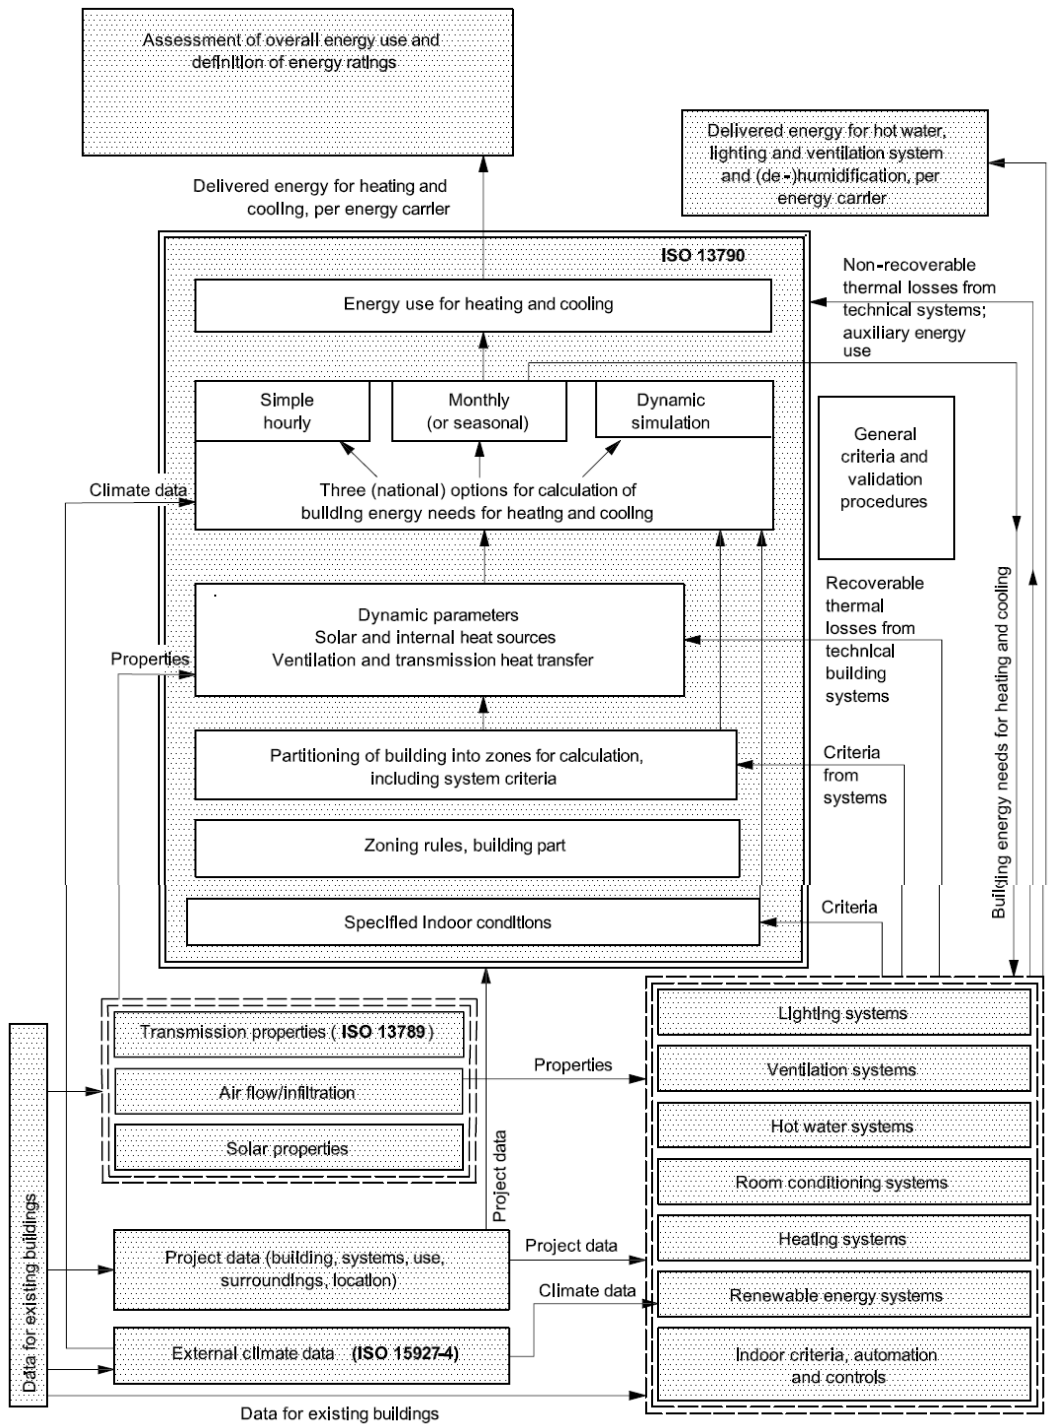 Assessment of overall energy use and
definition of energy ratings
Delivered energy for hot water,
lighting and ventilation system
and (de-)humidification, per
energy carrier
Delivered energy for heating and
cooling, per energy carrier
ISO 13790
Non-recoverable
thermal losses from
technical systems;
auxiliary energy
use
Energy use for heating and cooling
Simple
hourly
Monthly
(or seasonal)
Dynamic
simulation
General
criteria and
validation
procedures
Climate data
Three (national) options for calculation of
building energy needs for heating and cooling
Dynamic parameters
Solar and internal heat sources
Ventilation and transmission heat transfer
Recoverable
thermal
losses from
technical
building
systems
Properties
Building energy needs for heating and cooling
Partitioning of building into zones for calculation,
including system criteria
Criteria
from
systems
Zoning rules, building part
Specified indoor conditions
Criteria
Transmission properties ( ISO 13789 )
Air flow/infiltration
Solar properties
Properties
Project data
Lighting systems
Ventilation systems
Hot water systems
Room conditioning systems
Heating systems
Renewable energy systems
Indoor criteria, automation
and controls
Data for existing buildings
Project data (building, systems, use,
surroundings, location)
Project data
Climate data
External climate data (ISO 15927-4)
Data for existing buildings